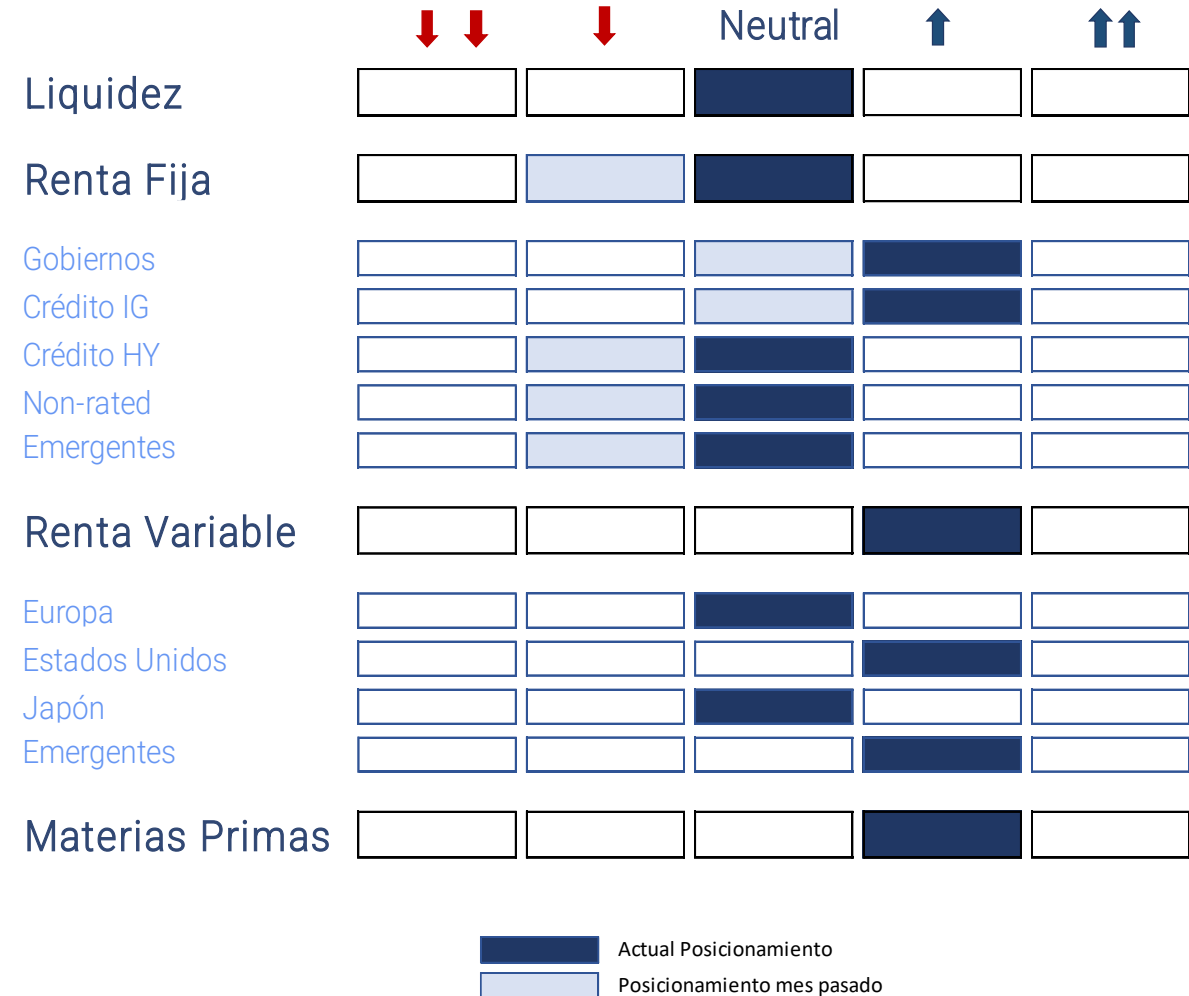 Neutral
Liquidez
Renta Fija
Gobiernos
Crédito IG
Crédito HY
Non-rated
Emergentes
Renta Variable
Europa
Estados Unidos
Japón
Emergentes
Materias Primas
Actual Posicionamiento
Posicionamiento mes pasado